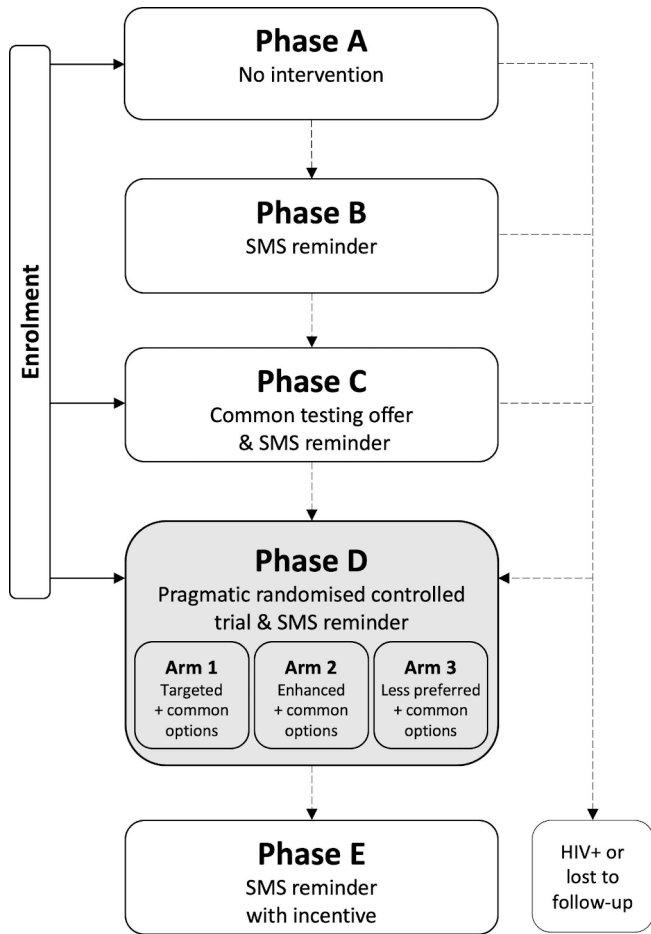 Enrolment
Phase A
No intervention
Phase B
SMS reminder
Phase C
Common testing offer
& SMS reminder
Phase D
Pragmatic randomised controlled
trial & SMS reminder
Arm 1
Targeted
+ common
options
Arm 2
Enhanced
+ common
options
Arm 3
Less preferred
+ common
options
Phase E
SMS reminder
with incentive
HIV+ or
lost to
follow-up